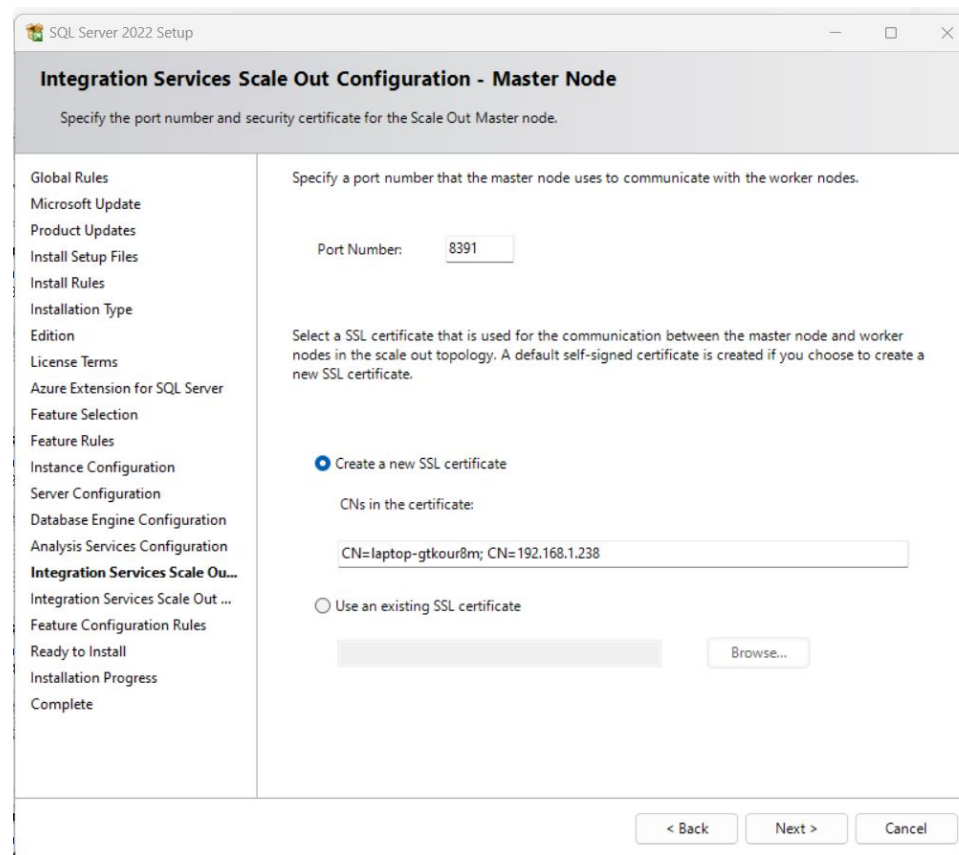 SQL Server 2022 Setup
Integration Services Scale Out Configuration - Master Node
Specify the port number and security certificate for the Scale Out Master node.
Global Rules
Microsoft Update
Product Updates
Install Setup Files
Install Rules
Installation Type
Edition
License Terms
Azure Extension for SQL Server
Feature Selection
Feature Rules
Instance Configuration
Server Configuration
Database Engine Configuration
Analysis Services Configuration
Integration Services Scale Ou...
Integration Services Scale Out ...
Feature Configuration Rules
Ready to Install
Installation Progress
Complete
Specify a port number that the master node uses to communicate with the worker nodes.
Port Number: 8391
Select a SSL certificate that is used for the communication between the master node and worker
nodes in the scale out topology. A default self-signed certificate is created if you choose to create a
new SSL certificate.
Create a new SSL certificate
CNs in the certificate:
CN=laptop-gtkour8m; CN=192.168.1.238
Use an existing SSL certificate
Browse...
< Back Next > Cancel